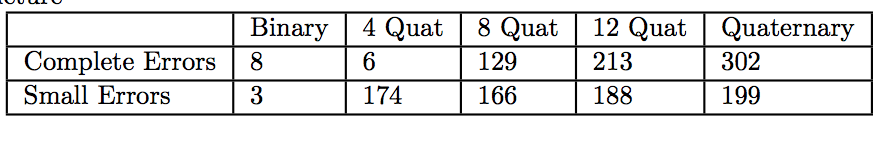 Binary 4 Quat 8 Quat 12 Quat Quaternary
Complete Errors 8 6 129 213 302
Small Errors 3 174 166 188 199